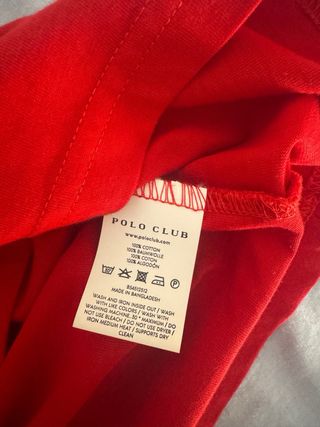 POLO CLUB
www.poloclub.com
100% COTTON
100% BAUMWOLLE
100% COTON
100% ALGODÓN
MADE IN BANGLADESH
WASH AND IRON INSIDE OUT / WASH
WITH LIKE COLORS / WASH IN
WASHING MACHINE, 30 ° MAXIMUM / DO
NOT USE BLEACH / DO NOT USE DRYER/
IRON MEDIUM HEAT / SUPPORTS DRY
CLEAN